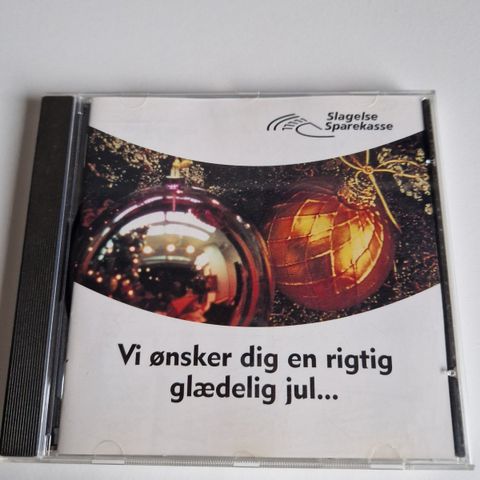 Slagelse
Sparekasse
Vi ønsker dig en rigtig
glædelig jul...